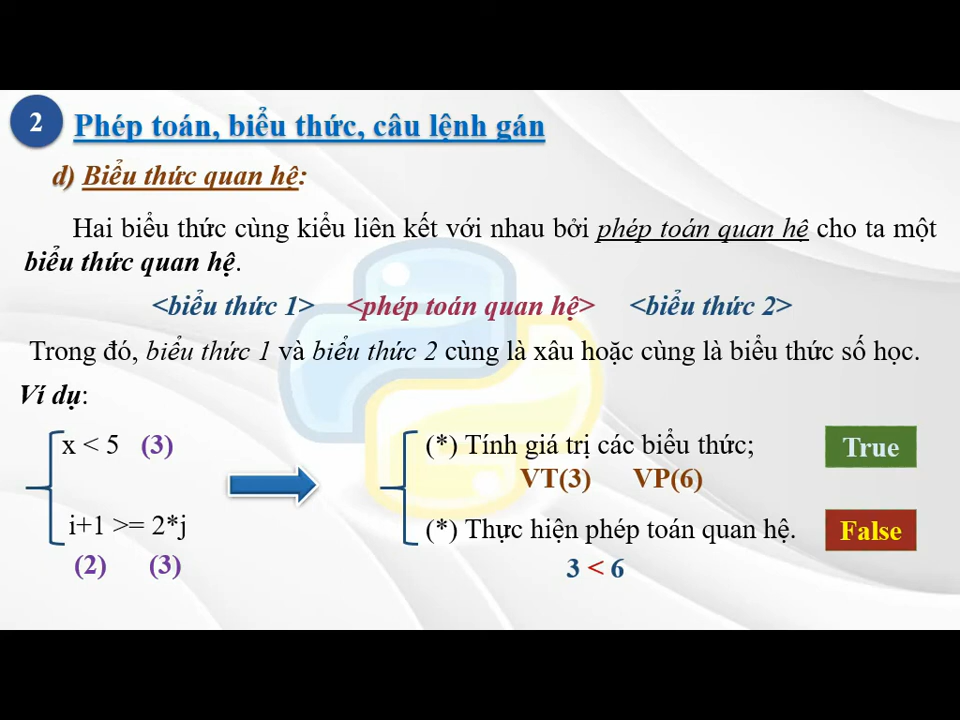 2 Phép toán, biểu thức, câu lệnh gán
d) Biểu thức quan hệ:
Hai biểu thức cùng kiểu liên kết với nhau bởi phép toán quan hệ cho ta một
biểu thức quan hệ.
<biểu thức 1> <phép toán quan hệ> <biểu thức 2>
Trong đó, biểu thức 1 và biểu thức 2 cùng là xâu hoặc cùng là biểu thức số học.
Ví dụ:
x < 5 (3)
i+1 >= 2*j
(2) (3)
(*) Tính giá trị các biểu thức;
VT(3) VP(6)
(*) Thực hiện phép toán quan hệ.
3 < 6
True
False